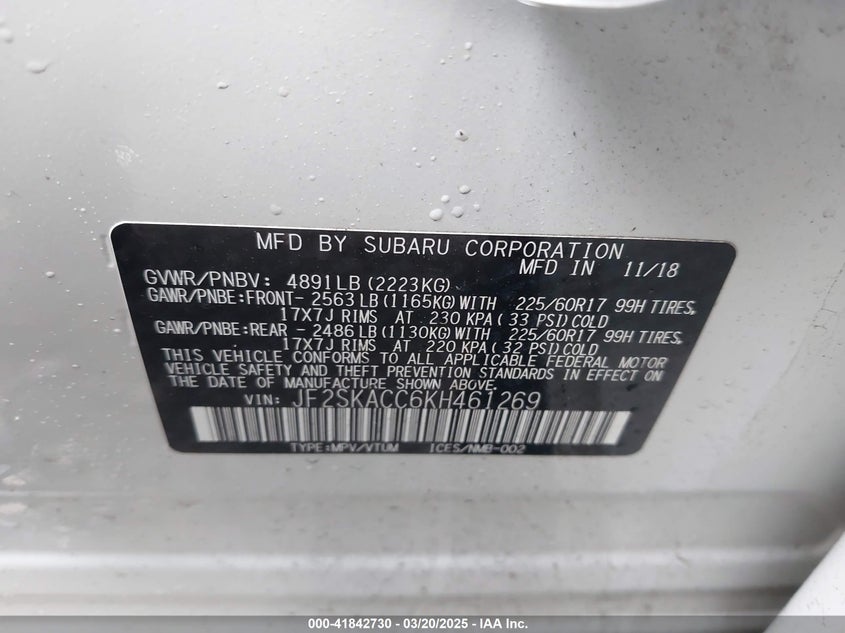 MFD BY SUBARU CORPORATION
MFD IN 11/18
GVWR/PNBV: 4891LB (2223KG)
GAWR/PNBE:FRONT- 2563LB (1165KG) WITH 225/60R17 99H TIRES,
17X7J RIMS AT 230 KPA (33 PSI) COLD
GAWR/PNBE:REAR - 2486LB (1130KG) WITH 225/60R17 99H TIRES,
17X7J RIMS AT 220 KPA (32 PSI) COLD
THIS VEHICLE CONFORMS TO ALL APPLICABLE FEDERAL MOTOR
VEHICLE SAFETY AND THEFT PREVENTION STANDARDS IN EFFECT ON
THE DATE OF MANUFACTURE SHOWN ABOVE.
VIN: JF2SKACC6KH461269
TYPE:MPV/VTUM ICES/NMB-002
000-41842730 - 03/20/2025 - IAA Inc.